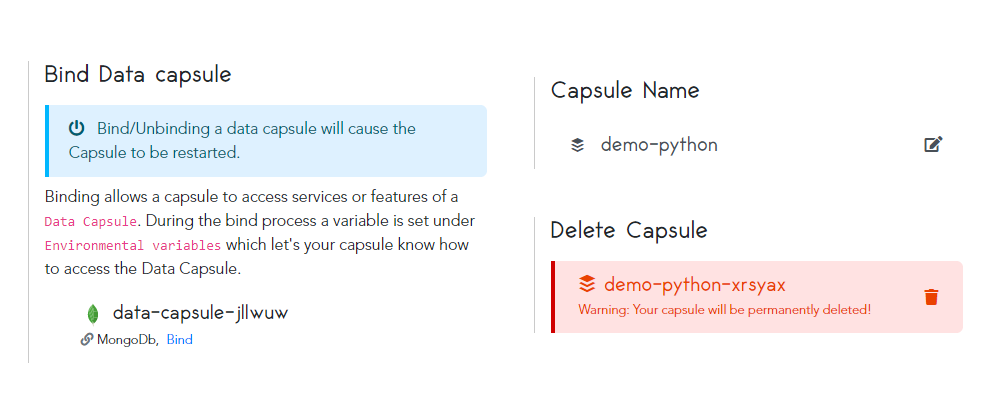 Bind Data capsule
Bind/Unbinding a data capsule will cause the
Capsule to be restarted.
Binding allows a capsule to access services or features of a
Data Capsule. During the bind process a variable is set under
Environmental variables which let's your capsule know how
to access the Data Capsule.
data-capsule-jllwuw
MongoDb, Bind
Capsule Name
demo-python
Delete Capsule
demo-python-xrsyax
Warning: Your capsule will be permanently deleted!